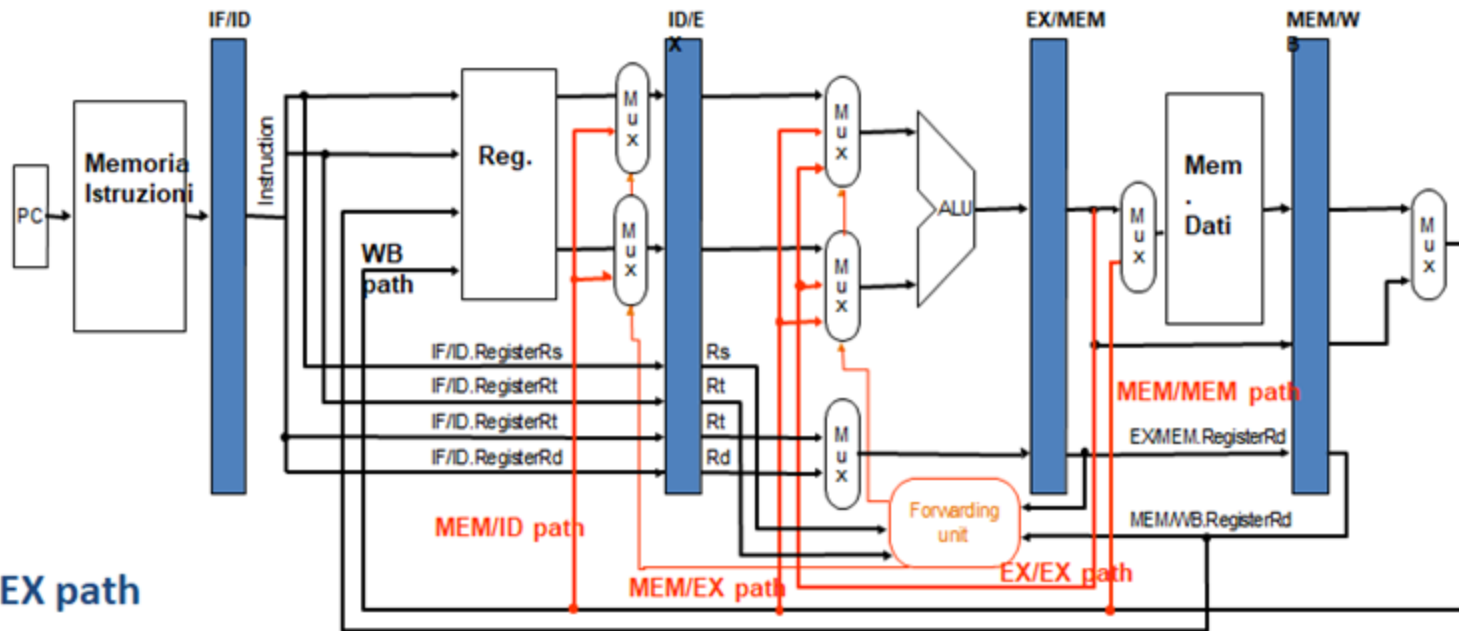 IF/ID
ID/E
X
EX/MEM
MEM/W
B
PC
Memoria
Istruzioni
Instruction
Reg.
WB
path
M
u
x
M
u
x
M
u
x
M
u
x
ALU
M
u
x
Mem
.
Dati
M
u
x
IF/ID.RegisterRs
IF/ID.RegisterRt
IF/ID.RegisterRt
IF/ID.RegisterRd
Rs
Rt
Rt
Rd
M
u
x
MEM/MEM path
EX/MEM.RegisterRd
MEM/WB.RegisterRd
Forwarding
unit
MEM/ID path
MEM/EX path
EX/EX path
EX path